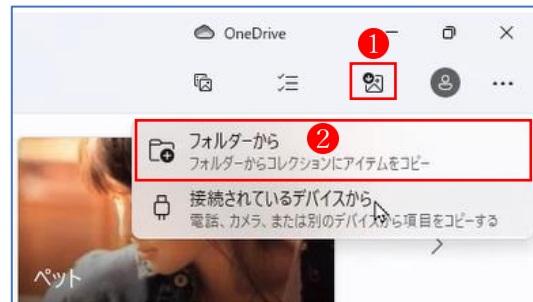 OneDrive
1
フォルダーから 2
フォルダーからコレクションにアイテムをコピー
接続されているデバイスから
電話、カメラ、または別のデバイスから項目をコピーする
ペット